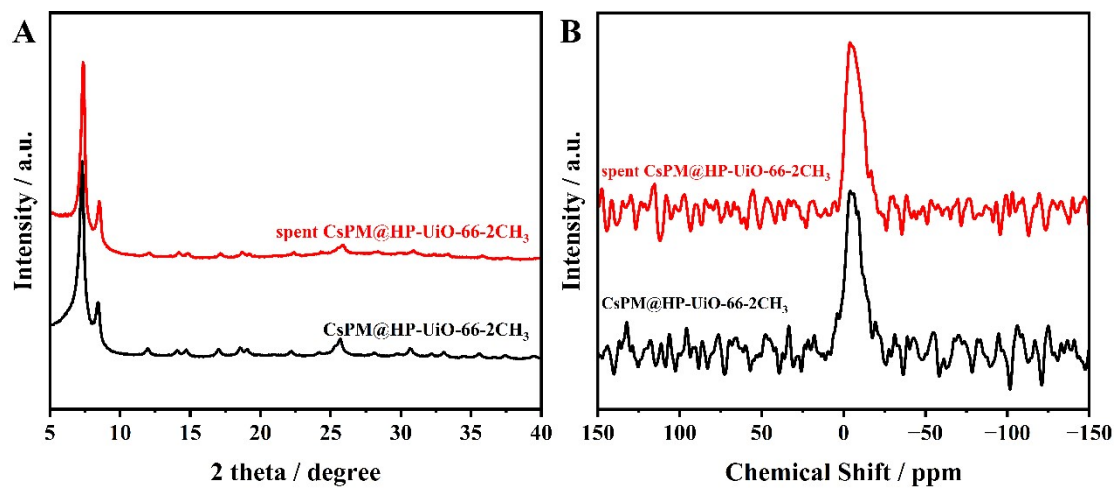 A
Intensity / a.u.
spent CsPM@HP-UiO-66-2CH₃
CsPM@HP-UiO-66-2CH₃
5 10 15 20 25 30 35 40
2 theta / degree
B
Intensity / a.u.
spent CsPM@HP-UiO-66-2CH₃
CsPM@HP-UiO-66-2CH₃
150 100 50 0 −50 −100 −150
Chemical Shift / ppm